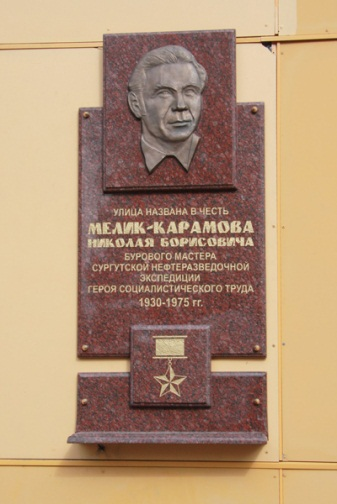 УЛИЦА НАЗВАНА В ЧЕСТЬ
МЕЛИК-КАРАМОВА
НИКОЛАЯ БОРИСОВИЧА
БУРОВОГО МАСТЕРА
СУРГУТСКОЙ НЕФТЕРАЗВЕДОЧНОЙ
ЭКСПЕДИЦИИ
ГЕРОЯ СОЦИАЛИСТИЧЕСКОГО ТРУДА
1930-1975 гг.